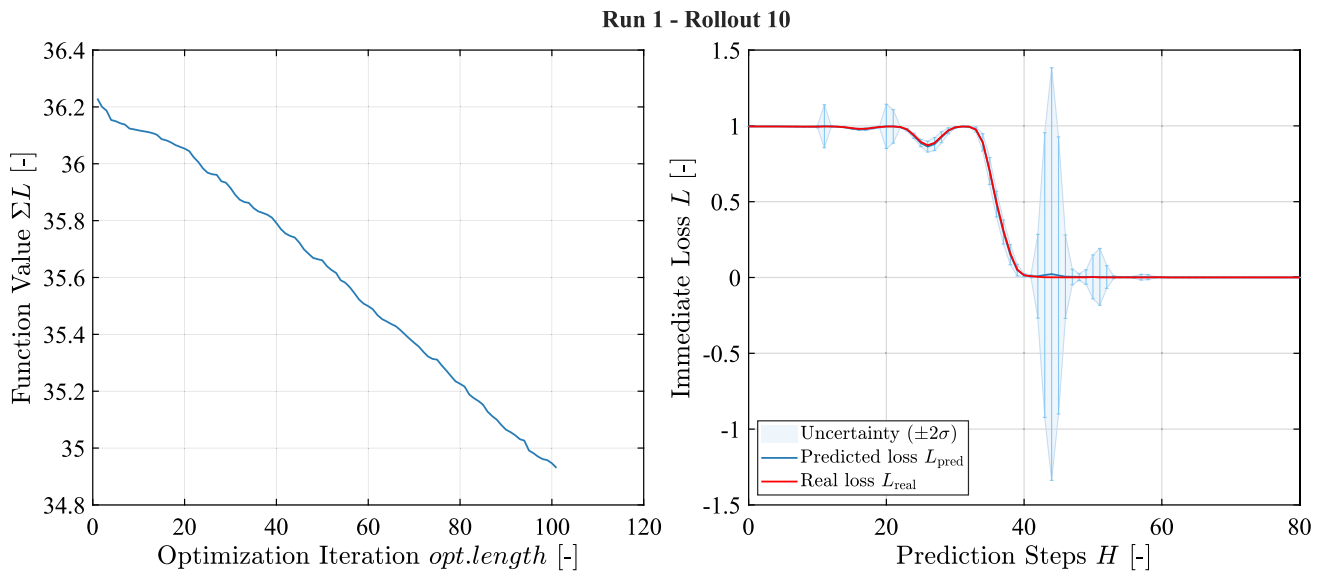 Run 1 - Rollout 10
Function Value ΣL [-]
36.4
36.2
36
35.8
35.6
35.4
35.2
35
34.8
0 20 40 60 80 100 120
Optimization Iteration opt.length [-]
Immediate Loss L [-]
1.5
1
0.5
0
-0.5
-1
-1.5
Uncertainty (±2σ)
Predicted loss Lpred
Real loss Lreal
0 20 40 60 80
Prediction Steps H [-]